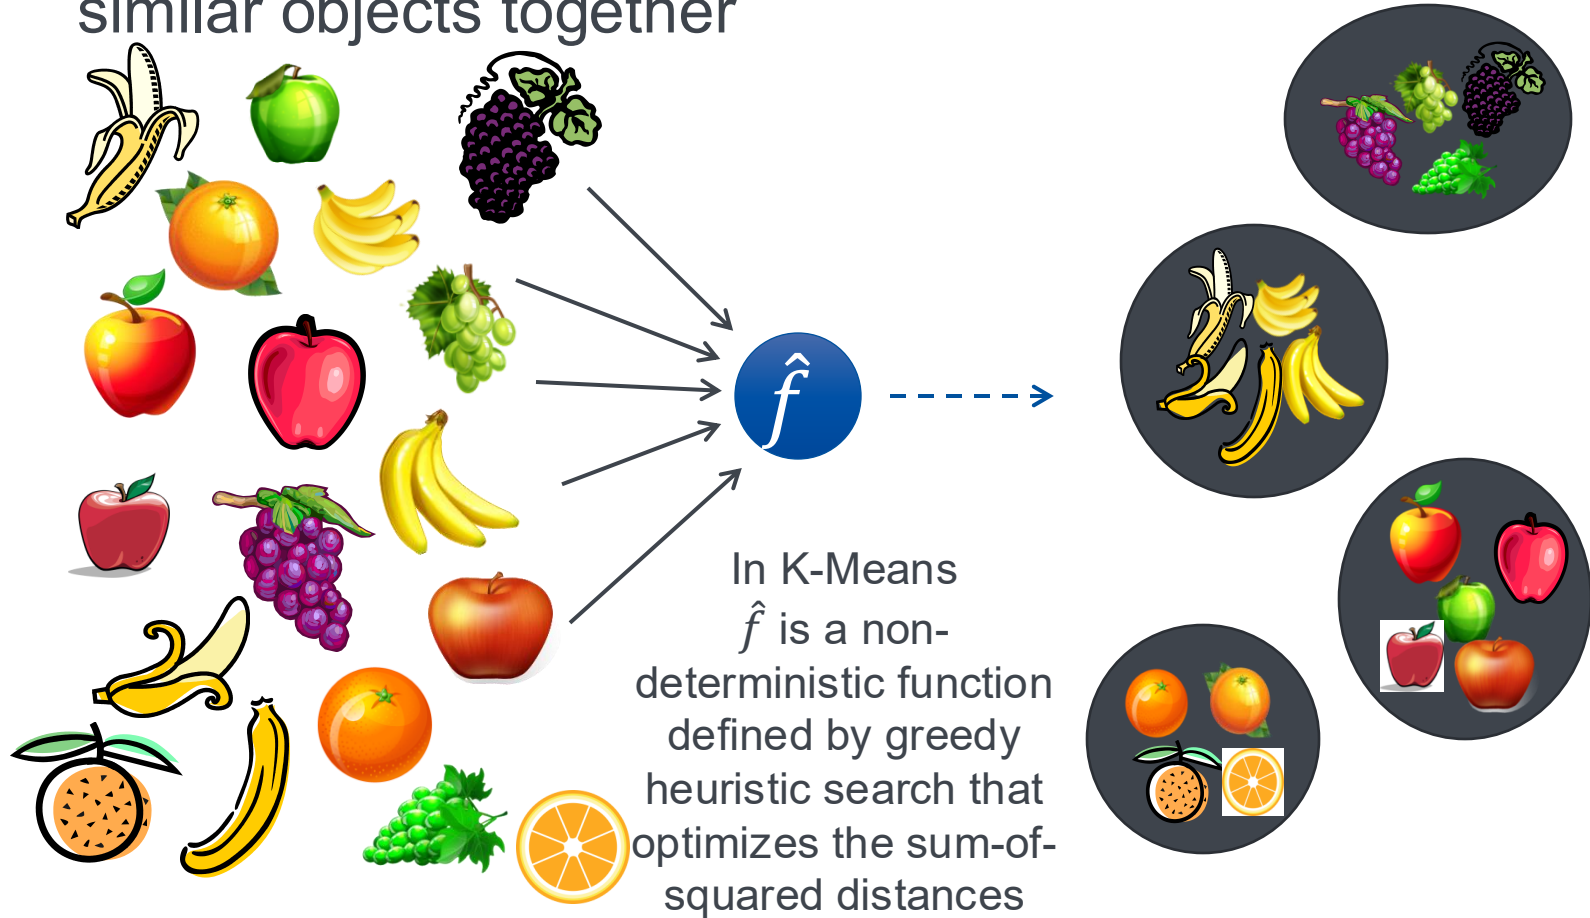 similar objects together
f̂
In K-Means
f̂ is a non-
deterministic function
defined by greedy
heuristic search that
optimizes the sum-of-
squared distances